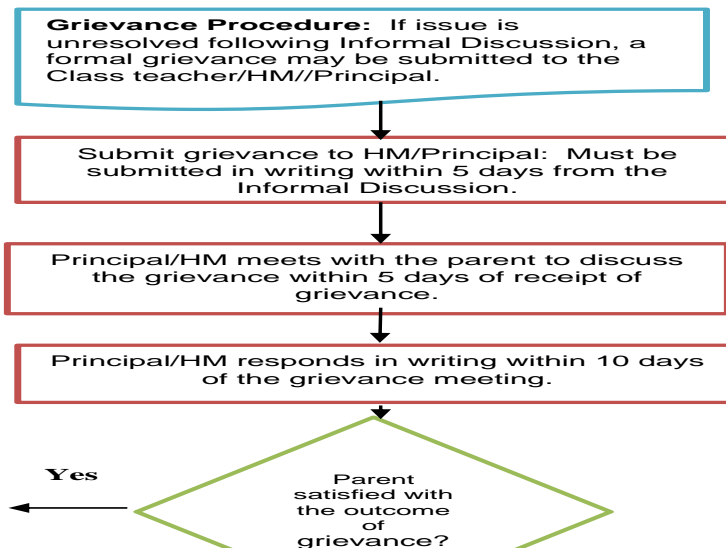 Grievance Procedure: If issue is
unresolved following Informal Discussion, a
formal grievance may be submitted to the
Class teacher/HM//Principal.
Submit grievance to HM/Principal: Must be
submitted in writing within 5 days from the
Informal Discussion.
Principal/HM meets with the parent to discuss
the grievance within 5 days of receipt of
grievance.
Principal/HM responds in writing within 10 days
of the grievance meeting.
Yes
Parent
satisfied with
the outcome
of
grievance?